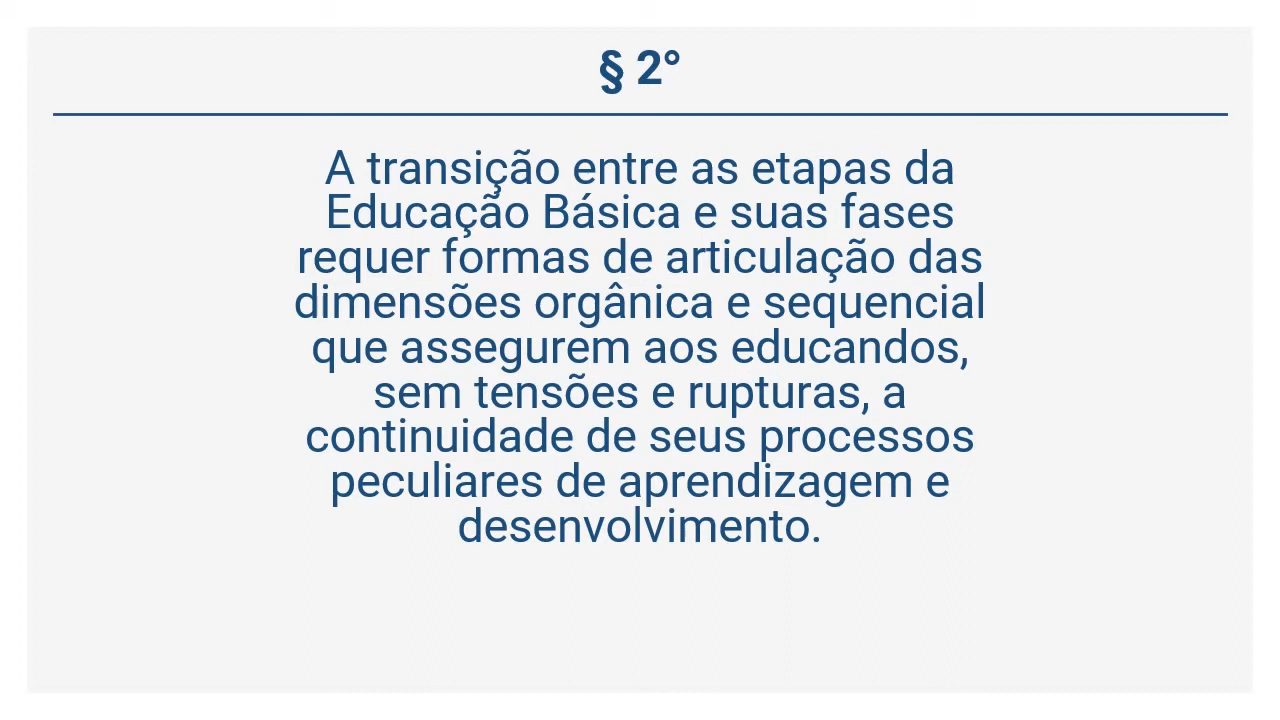 § 2°
A transição entre as etapas da
Educação Básica e suas fases
requer formas de articulação das
dimensões orgânica e sequencial
que assegurem aos educandos,
sem tensões e rupturas, a
continuidade de seus processos
peculiares de aprendizagem e
desenvolvimento.